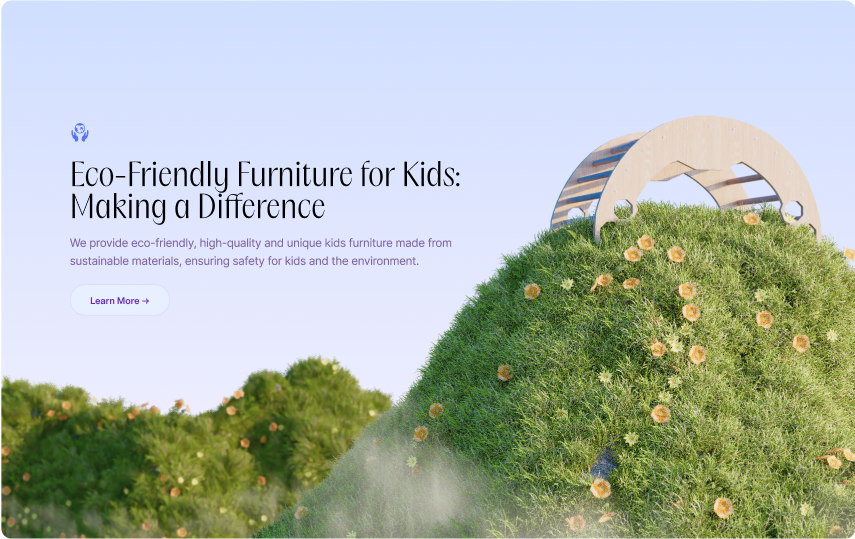 Eco-Friendly Furniture for Kids:
Making a Difference
We provide eco-friendly, high-quality and unique kids furniture made from
sustainable materials, ensuring safety for kids and the environment.
Learn More →